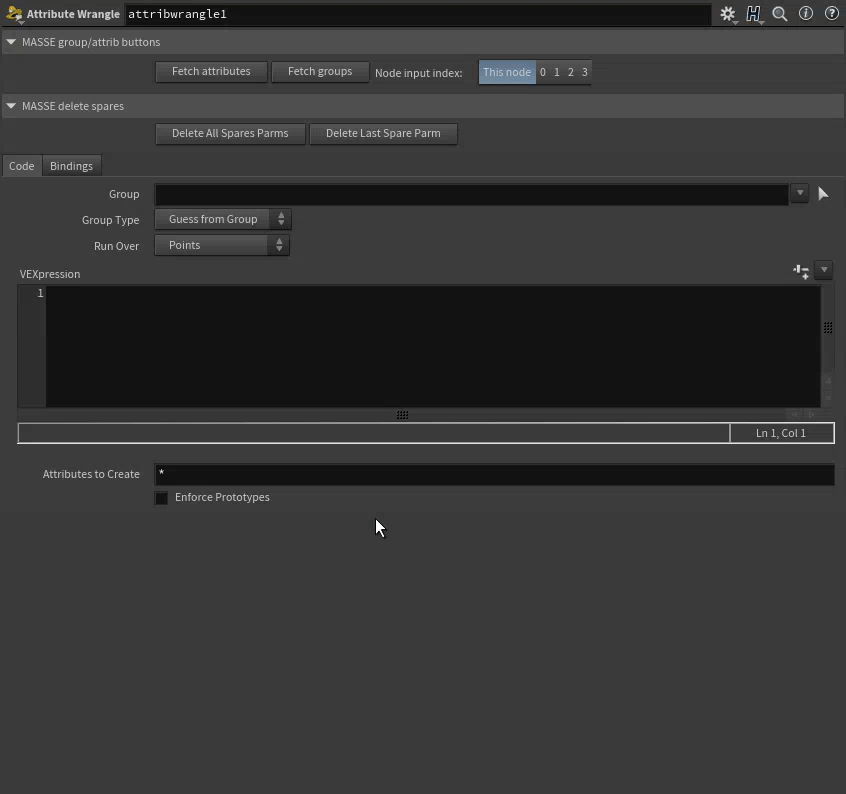 Attribute Wrangle attribwrangle1
MASSE group/attrib buttons
Fetch attributes Fetch groups Node input index: This node 0 1 2 3
MASSE delete spares
Delete All Spares Parms Delete Last Spare Parm
Code Bindings
Group
Group Type Guess from Group
Run Over Points
VEXpression
1
Ln 1, Col 1
Attributes to Create *
Enforce Prototypes